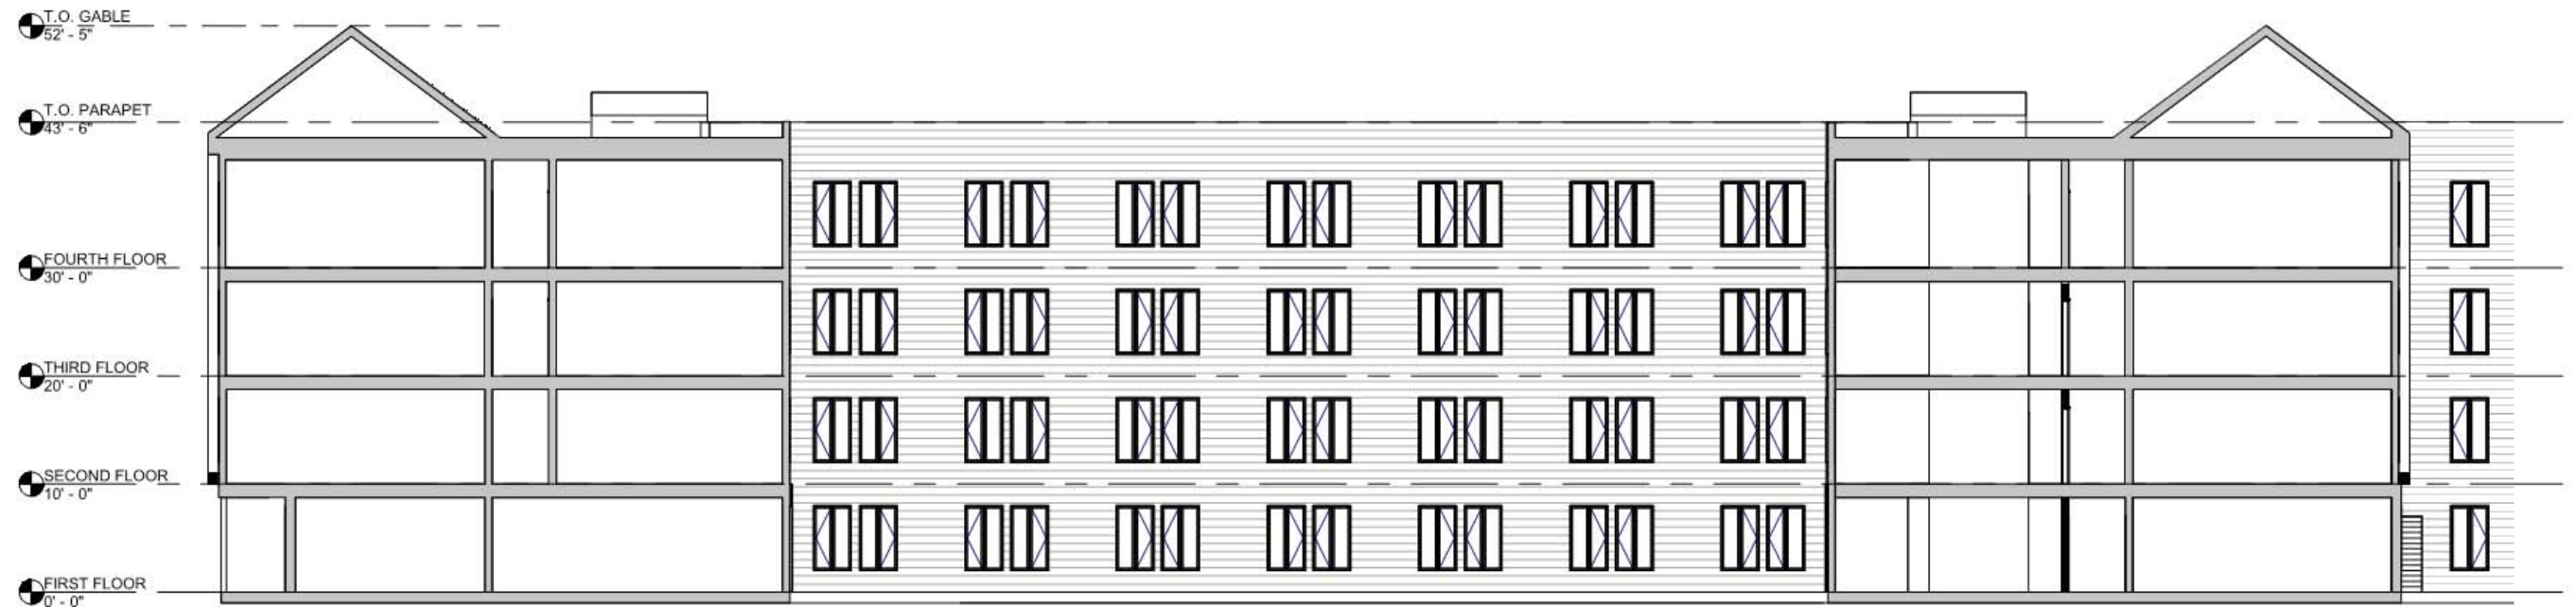 T.O. GABLE
52' - 5"
T.O. PARAPET
43' - 6"
FOURTH FLOOR
30' - 0"
THIRD FLOOR
20' - 0"
SECOND FLOOR
10' - 0"
FIRST FLOOR
0' - 0"